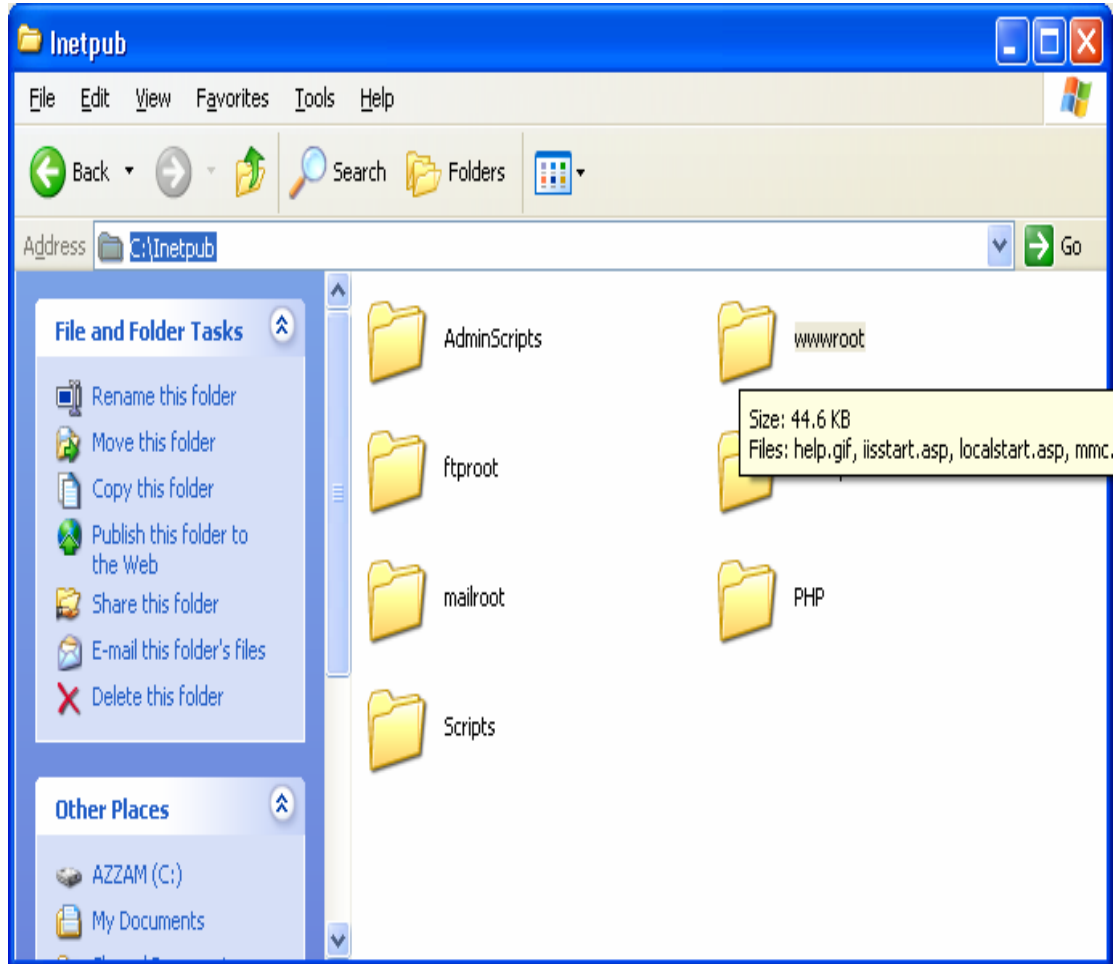 Inetpub
File Edit View Favorites Tools Help
Back Search Folders
Address C:\Inetpub Go
File and Folder Tasks
Rename this folder
Move this folder
Copy this folder
Publish this folder to
the Web
Share this folder
E-mail this folder's files
Delete this folder
Other Places
AZZAM (C:)
My Documents
AdminScripts
wwwroot
Size: 44.6 KB
Files: help.gif, iisstart.asp, localstart.asp, mmc.
ftproot
mailroot
PHP
Scripts